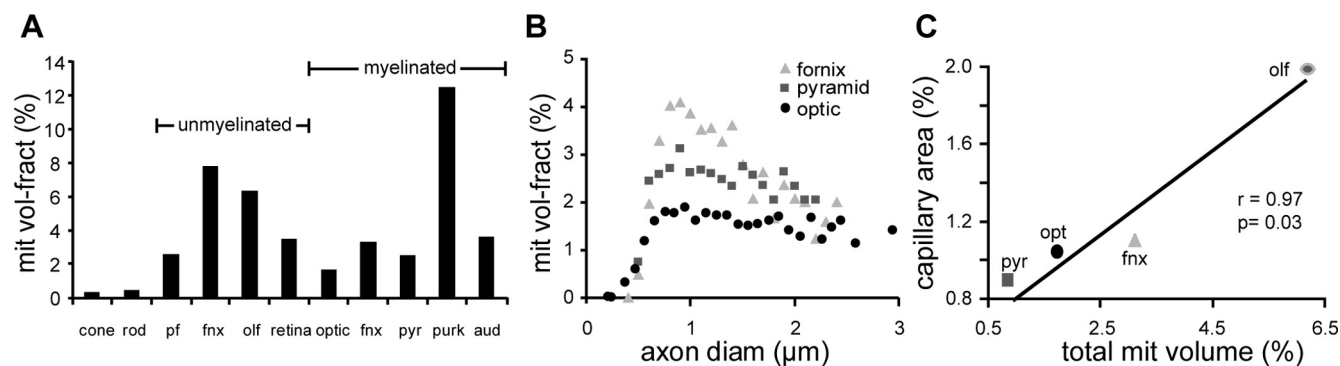 A
mit vol-fract (%)
14
12
10
8
6
4
2
0
unmyelinated
myelinated
cone rod pf fnx olf retina optic fnx pyr purk aud
B
mit vol-fract (%)
5
4
3
2
1
0
fornix
pyramid
optic
0 1 2 3
axon diam (µm)
C
capillary area (%)
2.0
1.6
1.2
0.8
olf
opt
pyr
fnx
r = 0.97
p= 0.03
0.5 2.5 4.5 6.5
total mit volume (%)